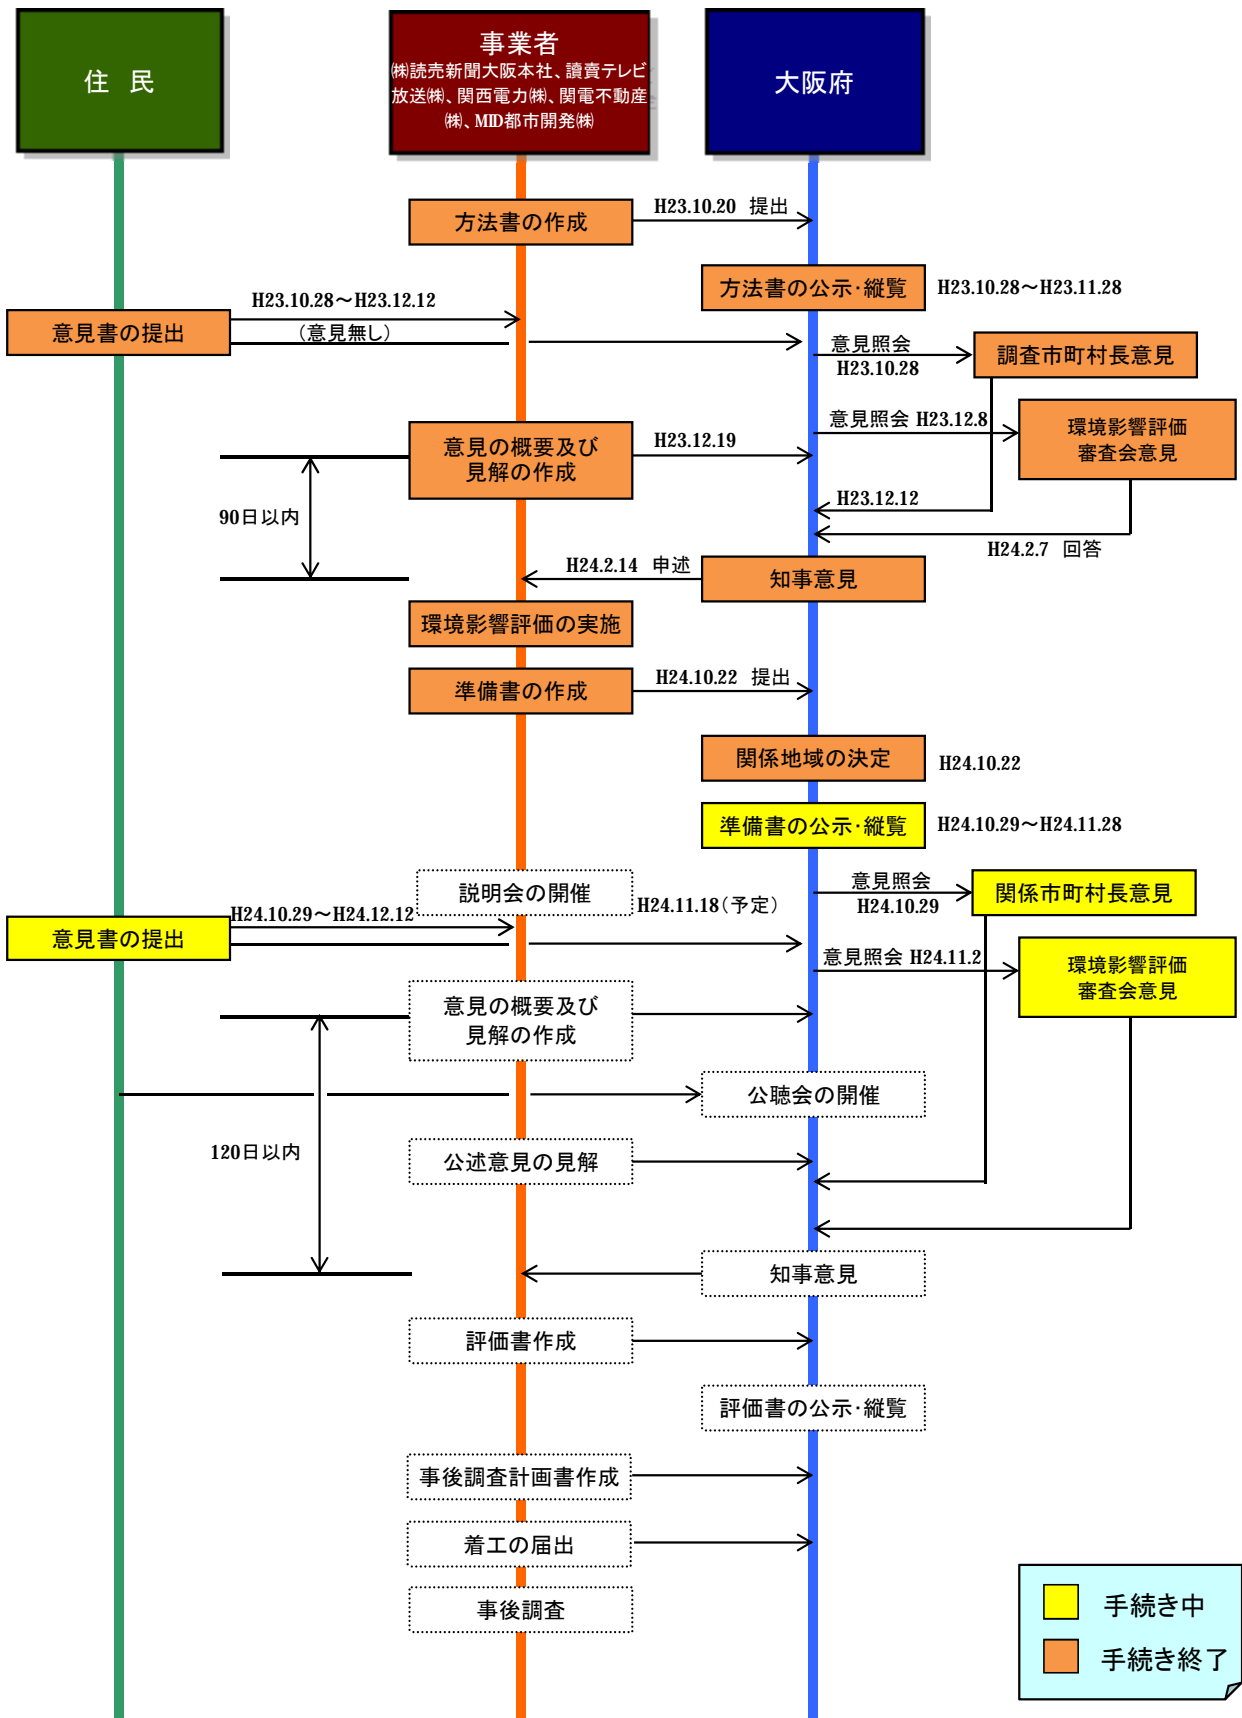 住 民
事業者
㈱読売新聞大阪本社、讀賣テレビ
放送㈱、関西電力㈱、関電不動産
㈱、MID都市開発㈱
大阪府
方法書の作成
H23.10.20 提出
方法書の公示･縦覧
H23.10.28～H23.11.28
H23.10.28～H23.12.12
意見書の提出
(意見無し)
意見照会
H23.10.28
調査市町村長意見
意見の概要及び
見解の作成
H23.12.19
意見照会 H23.12.8
環境影響評価
審査会意見
H23.12.12
90日以内
H24.2.7 回答
H24.2.14 申述
知事意見
環境影響評価の実施
準備書の作成
H24.10.22 提出
関係地域の決定
H24.10.22
準備書の公示･縦覧
H24.10.29～H24.11.28
説明会の開催
H24.11.18(予定)
意見照会
H24.10.29
関係市町村長意見
H24.10.29～H24.12.12
意見書の提出
意見照会 H24.11.2
環境影響評価
審査会意見
意見の概要及び
見解の作成
公聴会の開催
120日以内
公述意見の見解
知事意見
評価書作成
評価書の公示･縦覧
事後調査計画書作成
着工の届出
事後調査
手続き中
手続き終了